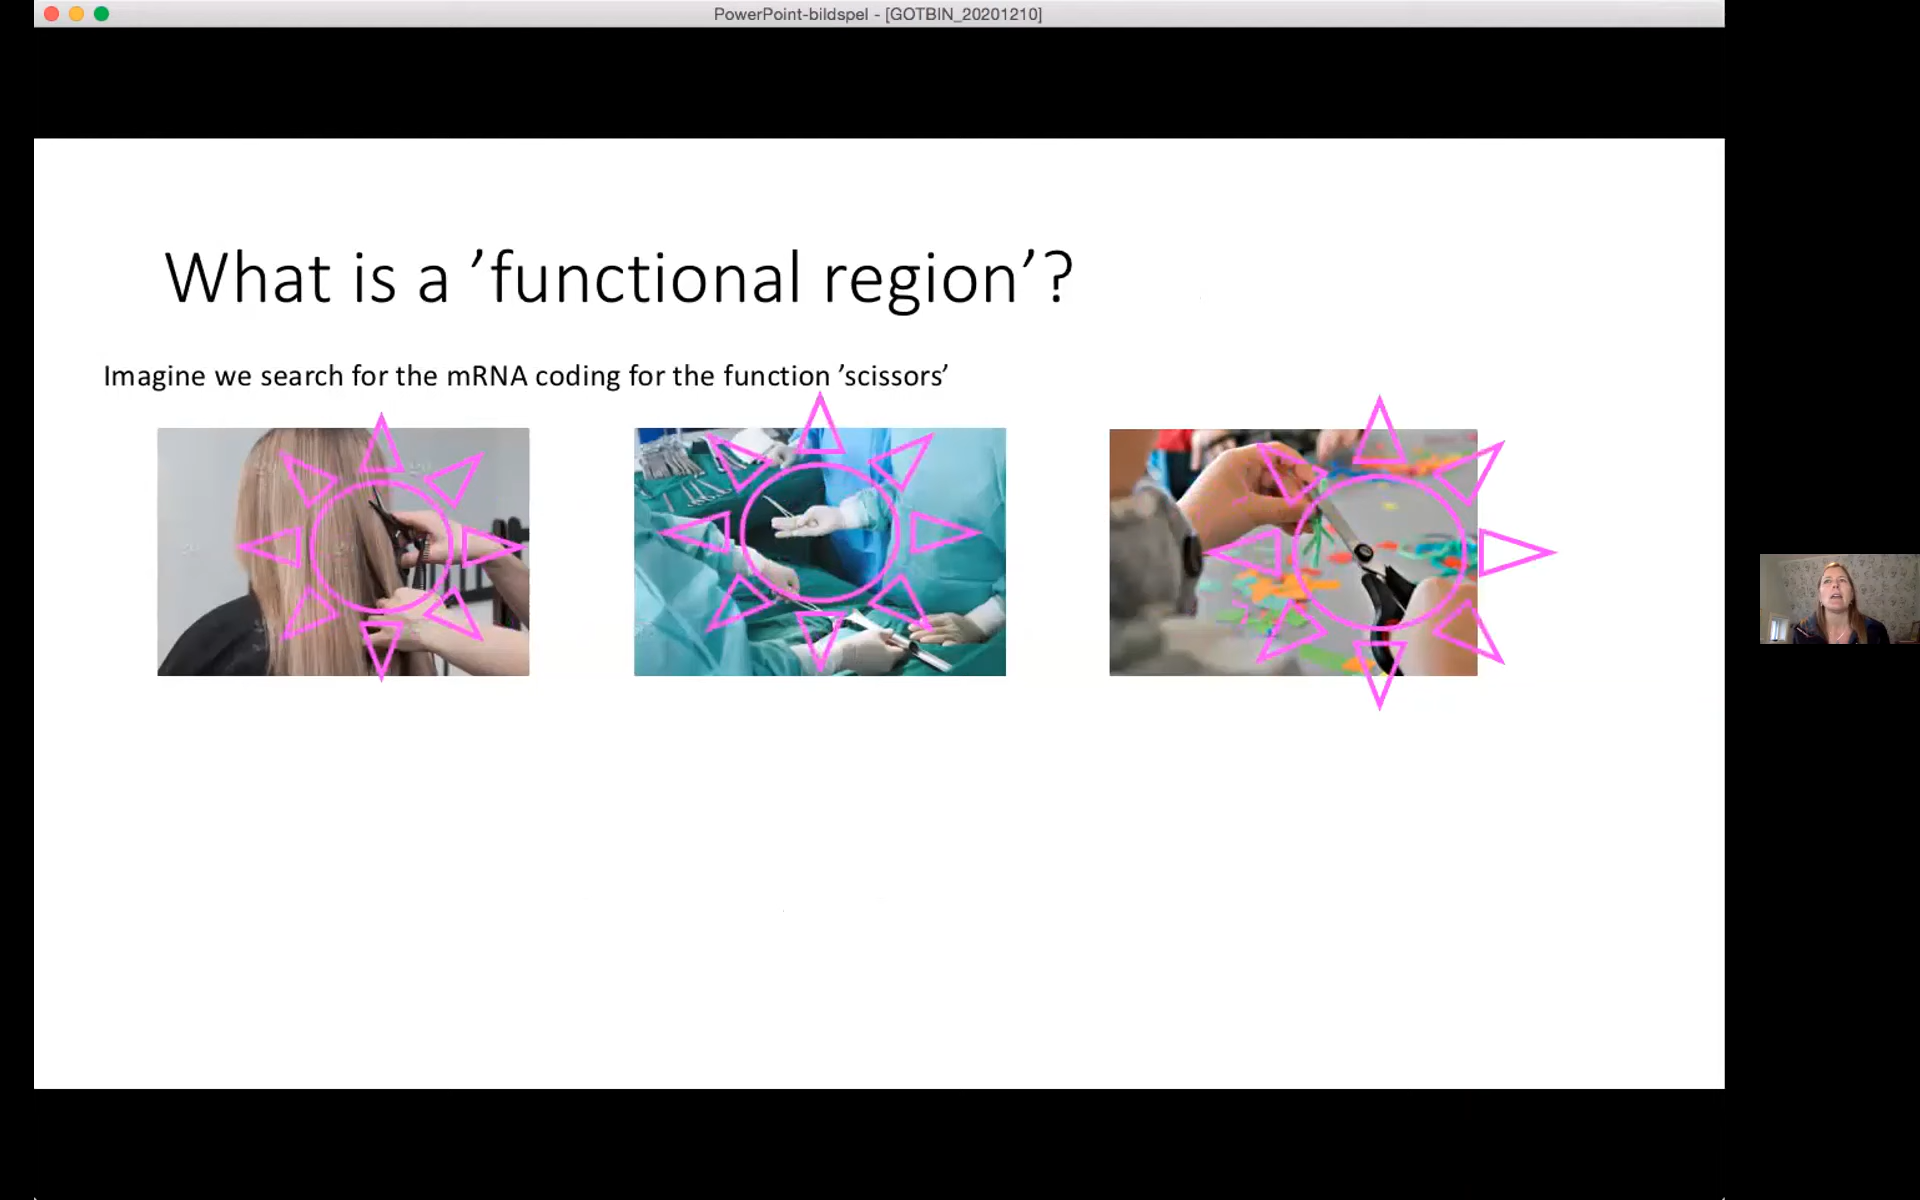 PowerPoint-bildspel - [GOTBIN_20201210]
What is a ’functional region’?
Imagine we search for the mRNA coding for the function ’scissors’